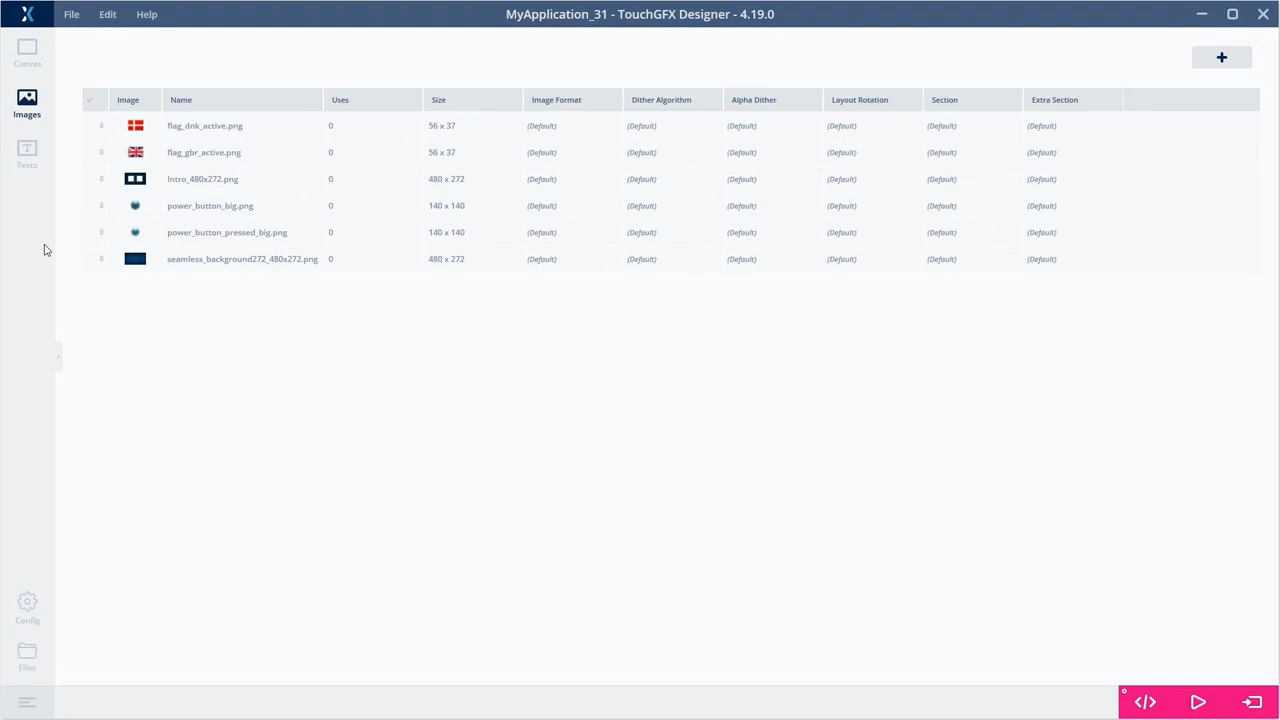 File Edit Help MyApplication_31 - TouchGFX Designer - 4.19.0
Canvas
Images
Texts
Config
Files
Image Name Uses Size Image Format Dither Algorithm Alpha Dither Layout Rotation Section Extra Section
flag_dnk_active.png 0 56 x 37 (Default) (Default) (Default) (Default) (Default) (Default)
flag_gbr_active.png 0 56 x 37 (Default) (Default) (Default) (Default) (Default) (Default)
Intro_480x272.png 0 480 x 272 (Default) (Default) (Default) (Default) (Default) (Default)
power_button_big.png 0 140 x 140 (Default) (Default) (Default) (Default) (Default) (Default)
power_button_pressed_big.png 0 140 x 140 (Default) (Default) (Default) (Default) (Default) (Default)
seamless_background272_480x272.png 0 480 x 272 (Default) (Default) (Default) (Default) (Default) (Default)